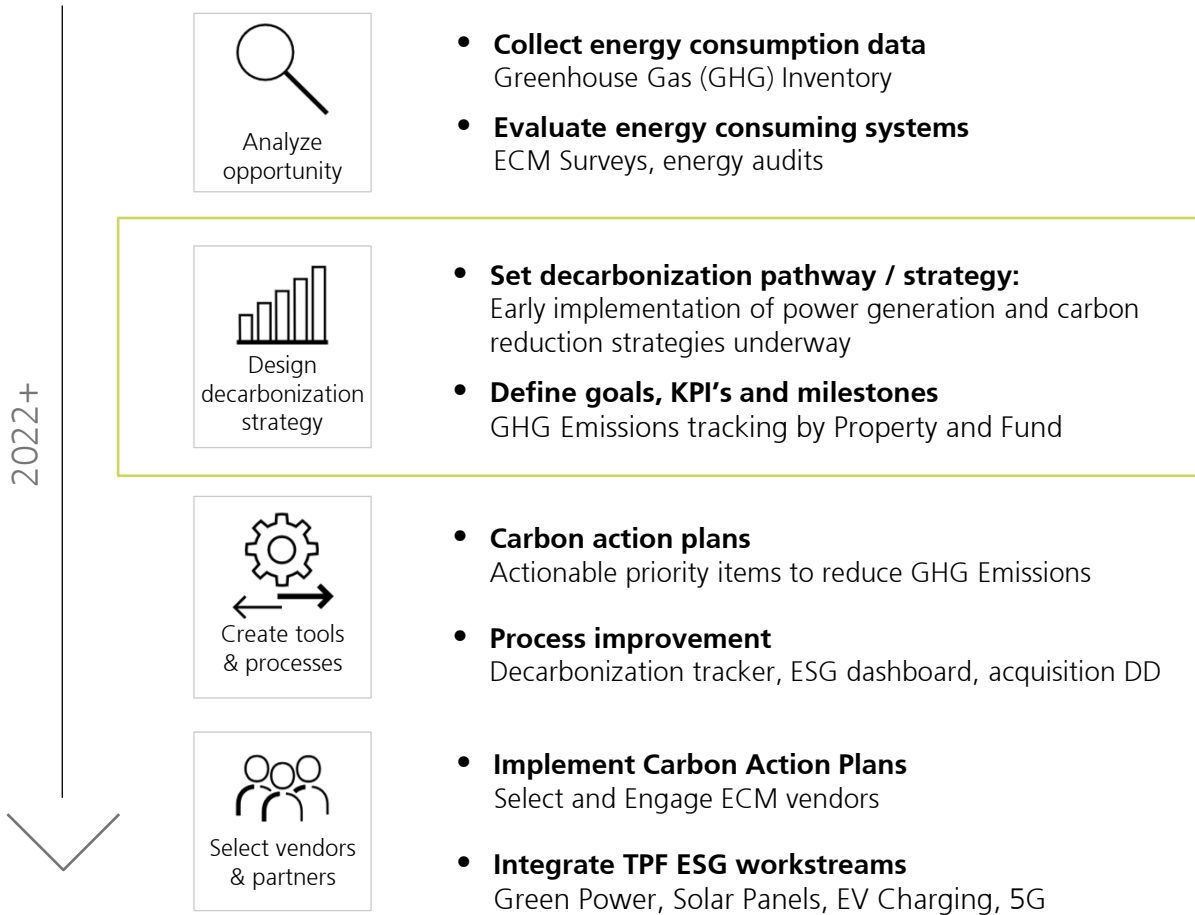 2022+
Analyze
opportunity
• Collect energy consumption data
Greenhouse Gas (GHG) Inventory
• Evaluate energy consuming systems
ECM Surveys, energy audits
Design
decarbonization
strategy
• Set decarbonization pathway / strategy:
Early implementation of power generation and carbon
reduction strategies underway
• Define goals, KPI's and milestones
GHG Emissions tracking by Property and Fund
Create tools
& processes
• Carbon action plans
Actionable priority items to reduce GHG Emissions
• Process improvement
Decarbonization tracker, ESG dashboard, acquisition DD
Select vendors
& partners
• Implement Carbon Action Plans
Select and Engage ECM vendors
• Integrate TPF ESG workstreams
Green Power, Solar Panels, EV Charging, 5G